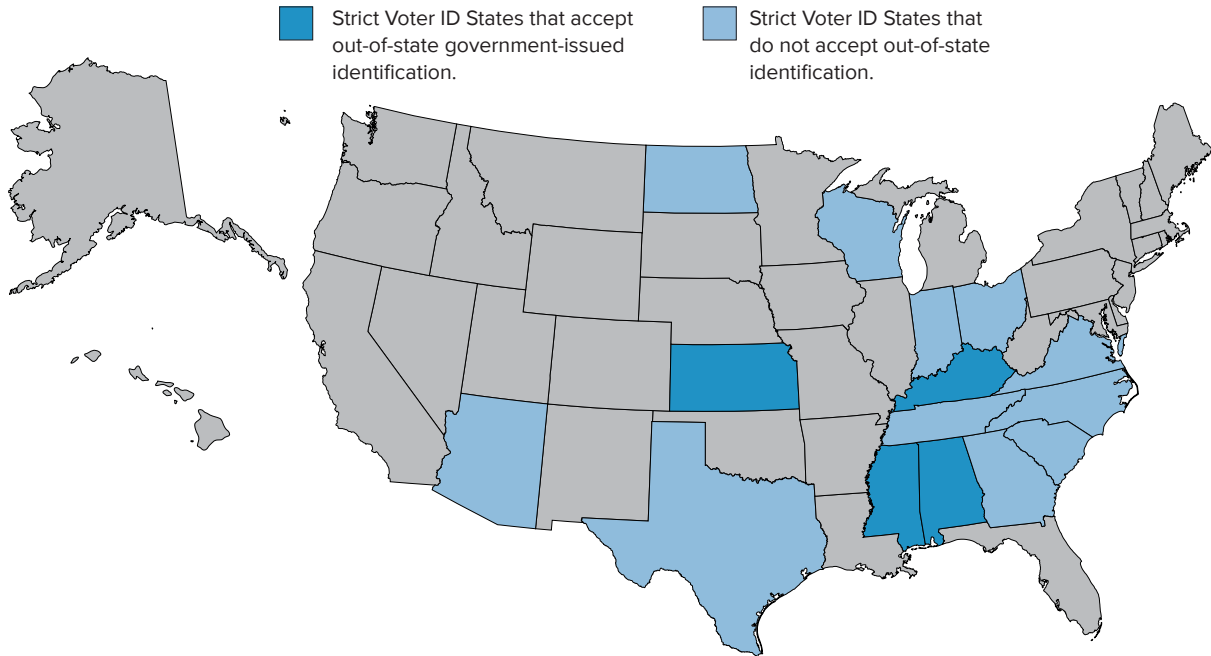 Strict Voter ID States that accept
out-of-state government-issued
identification.
Strict Voter ID States that
do not accept out-of-state
identification.